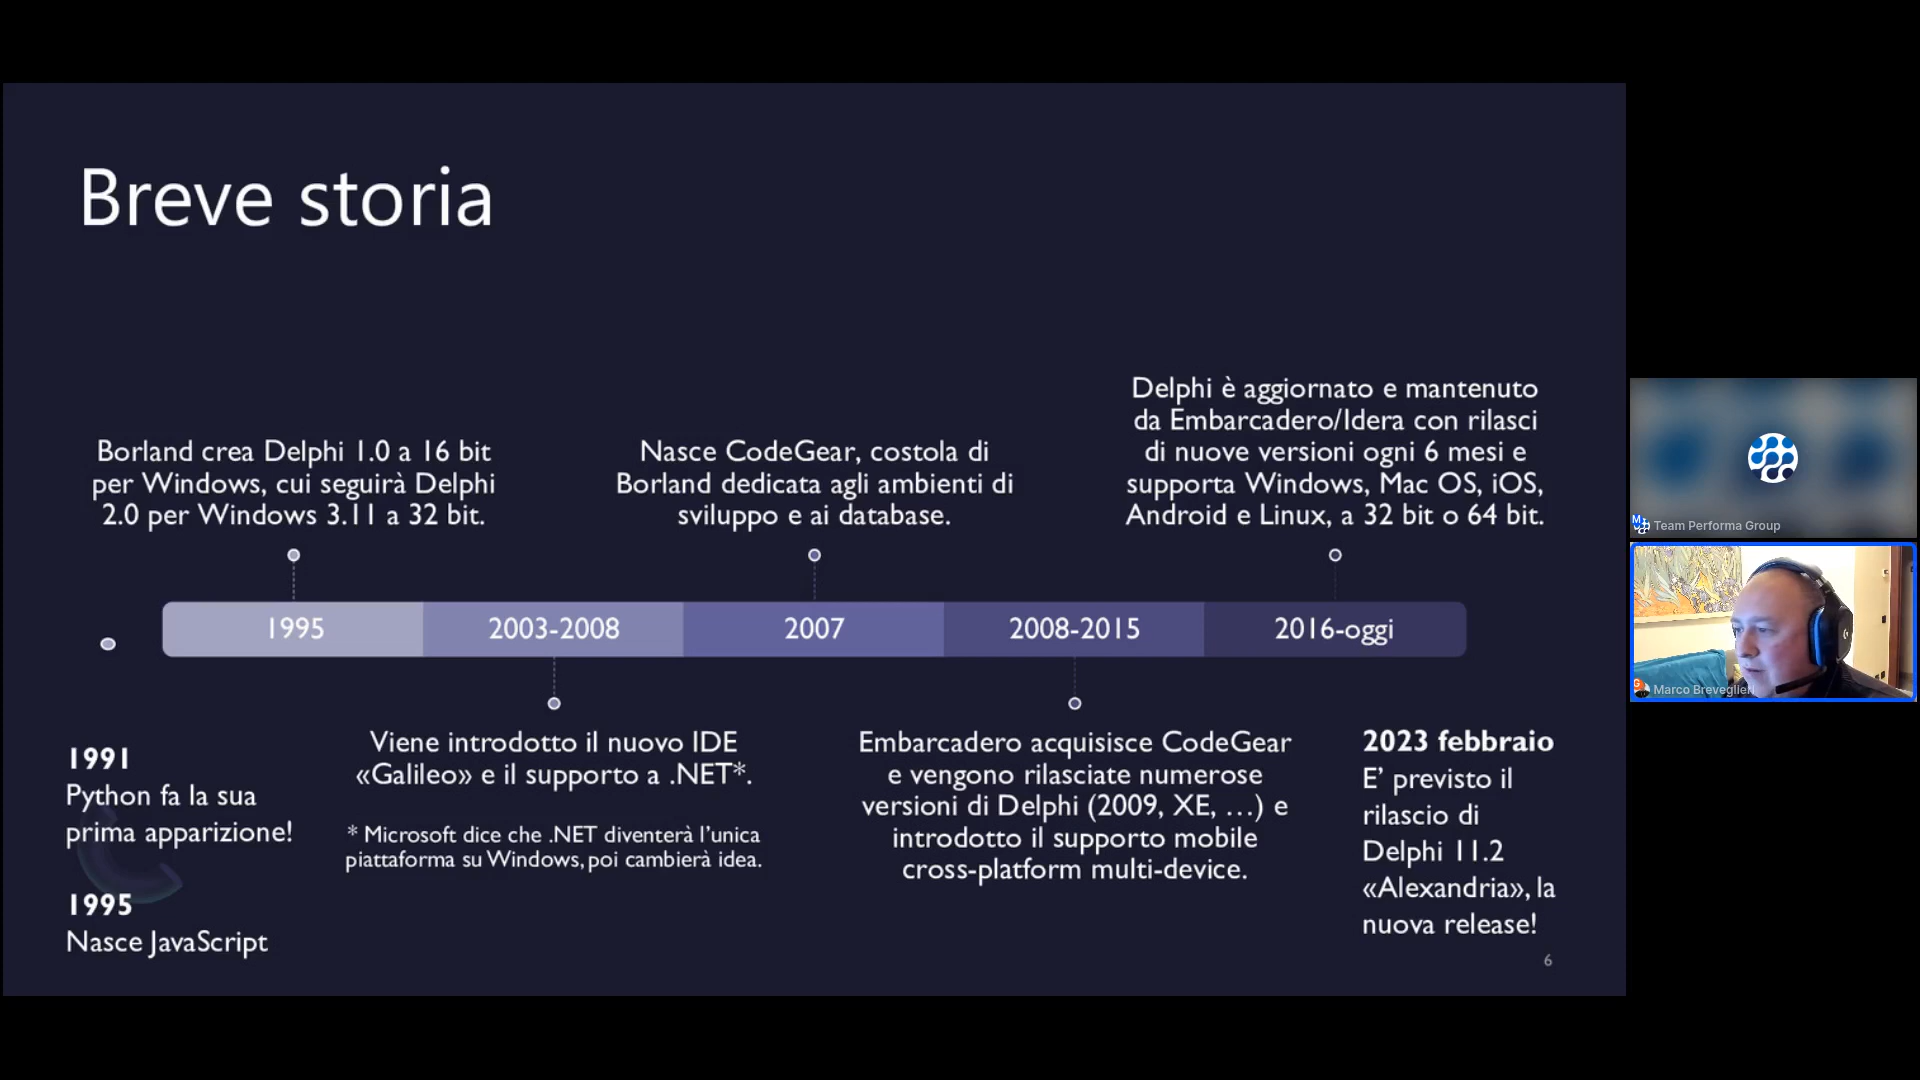 Breve storia
Borland crea Delphi 1.0 a 16 bit
per Windows, cui seguirà Delphi
2.0 per Windows 3.11 a 32 bit.
Nasce CodeGear, costola di
Borland dedicata agli ambienti di
sviluppo e ai database.
Delphi è aggiornato e mantenuto
da Embarcadero/Idera con rilasci
di nuove versioni ogni 6 mesi e
supporta Windows, Mac OS, iOS,
Android e Linux, a 32 bit o 64 bit.
1995
2003-2008
2007
2008-2015
2016-oggi
1991
Python fa la sua
prima apparizione!
1995
Nasce JavaScript
Viene introdotto il nuovo IDE
«Galileo» e il supporto a .NET*.
* Microsoft dice che .NET diventerà l’unica
piattaforma su Windows, poi cambierà idea.
Embarcadero acquisisce CodeGear
e vengono rilasciate numerose
versioni di Delphi (2009, XE, …) e
introdotto il supporto mobile
cross-platform multi-device.
2023 febbraio
E’ previsto il
rilascio di
Delphi 11.2
«Alexandria», la
nuova release!
6
Team Performa Group
Marco Breveglieri